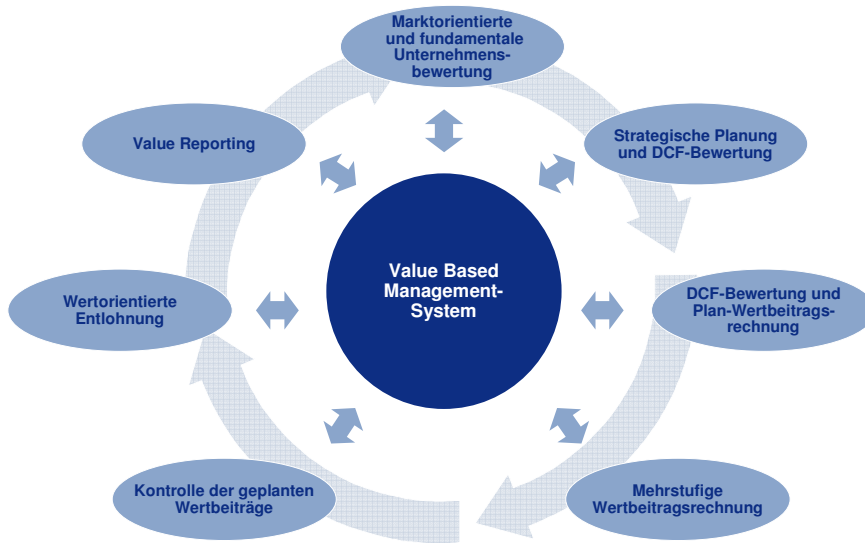 Marktorientierte
und fundamentale
Unternehmens-
bewertung
Strategische Planung
und DCF-Bewertung
DCF-Bewertung und
Plan-Wertbeitrags-
rechnung
Mehrstufige
Wertbeitragsrechnung
Kontrolle der geplanten
Wertbeiträge
Wertorientierte
Entlohnung
Value Reporting
Value Based
Management-
System